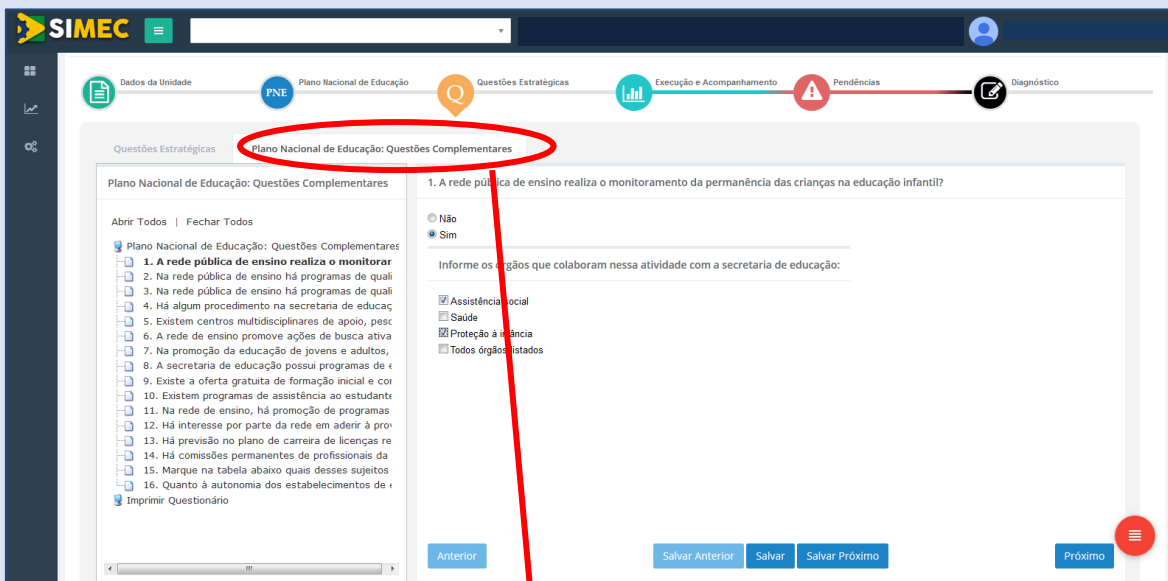 SIMEC
Dados da Unidade
PNE
Plano Nacional de Educação
Q
Questões Estratégicas
Execução e Acompanhamento
Pendências
Diagnóstico
Questões Estratégicas
Plano Nacional de Educação: Questões Complementares
Plano Nacional de Educação: Questões Complementares
Abrir Todos | Fechar Todos
Plano Nacional de Educação: Questões Complementares
1. A rede pública de ensino realiza o monitorar
2. Na rede pública de ensino há programas de quali
3. Na rede pública de ensino há programas de quali
4. Há algum procedimento na secretaria de educaç
5. Existem centros multidisciplinares de apoio, pesc
6. A rede de ensino promove ações de busca ativa
7. Na promoção da educação de jovens e adultos,
8. A secretaria de educação possui programas de e
9. Existe a oferta gratuita de formação inicial e cor
10. Existem programas de assistência ao estudante
11. Na rede de ensino, há promoção de programas
12. Há interesse por parte da rede em aderir à prov
13. Há previsão no plano de carreira de licenças re
14. Há comissões permanentes de profissionais da
15. Marque na tabela abaixo quais desses sujeitos
16. Quanto à autonomia dos estabelecimentos de e
Imprimir Questionário
1. A rede pública de ensino realiza o monitoramento da permanência das crianças na educação infantil?
Não
Sim
Informe os órgãos que colaboram nessa atividade com a secretaria de educação:
Assistência social
Saúde
Proteção à infância
Todos órgãos listados
Anterior
Salvar Anterior
Salvar
Salvar Próximo
Próximo